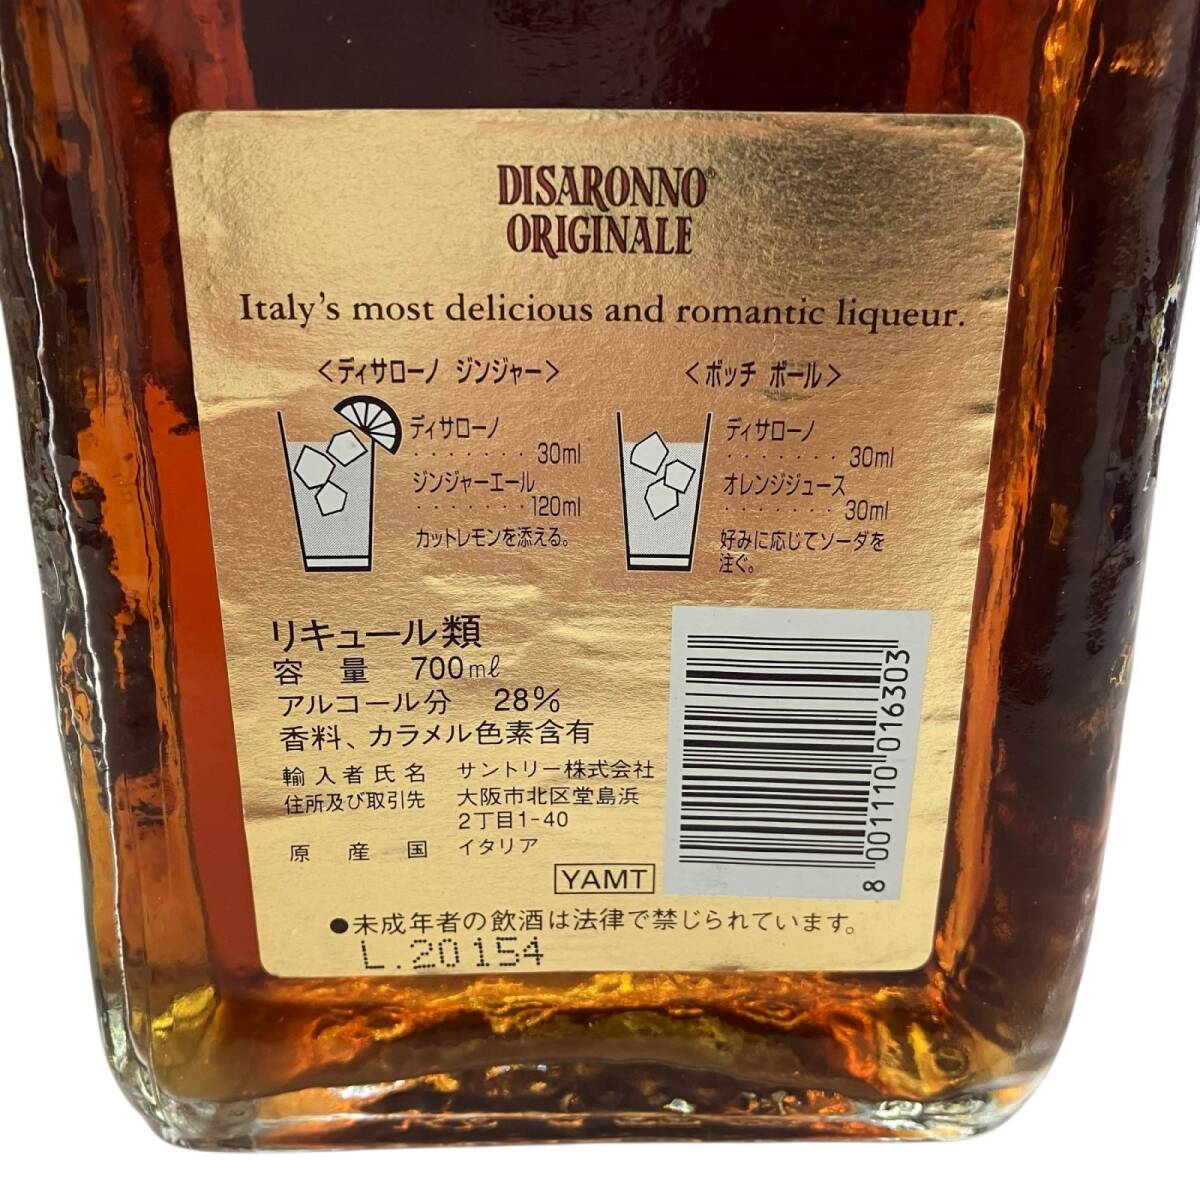 DISARONNO®
ORIGINALE
Italy's most delicious and romantic liqueur.
<ディサローノ ジンジャー>
ディサローノ
・・・・・・・ 30ml
ジンジャーエール
・・・・・・・ 120ml
カットレモンを添える。
<ボッチ ボール>
ディサローノ
・・・・・・・ 30ml
オレンジジュース
・・・・・・・ 30ml
好みに応じてソーダを
注ぐ。
リキュール類
容量 700mℓ
アルコール分 28%
香料、カラメル色素含有
輸入者氏名 サントリー株式会社
住所及び取引先 大阪市北区堂島浜
2丁目1-40
原産国 イタリア
YAMT
8 001110 016303
●未成年者の飲酒は法律で禁じられています。
L.20154